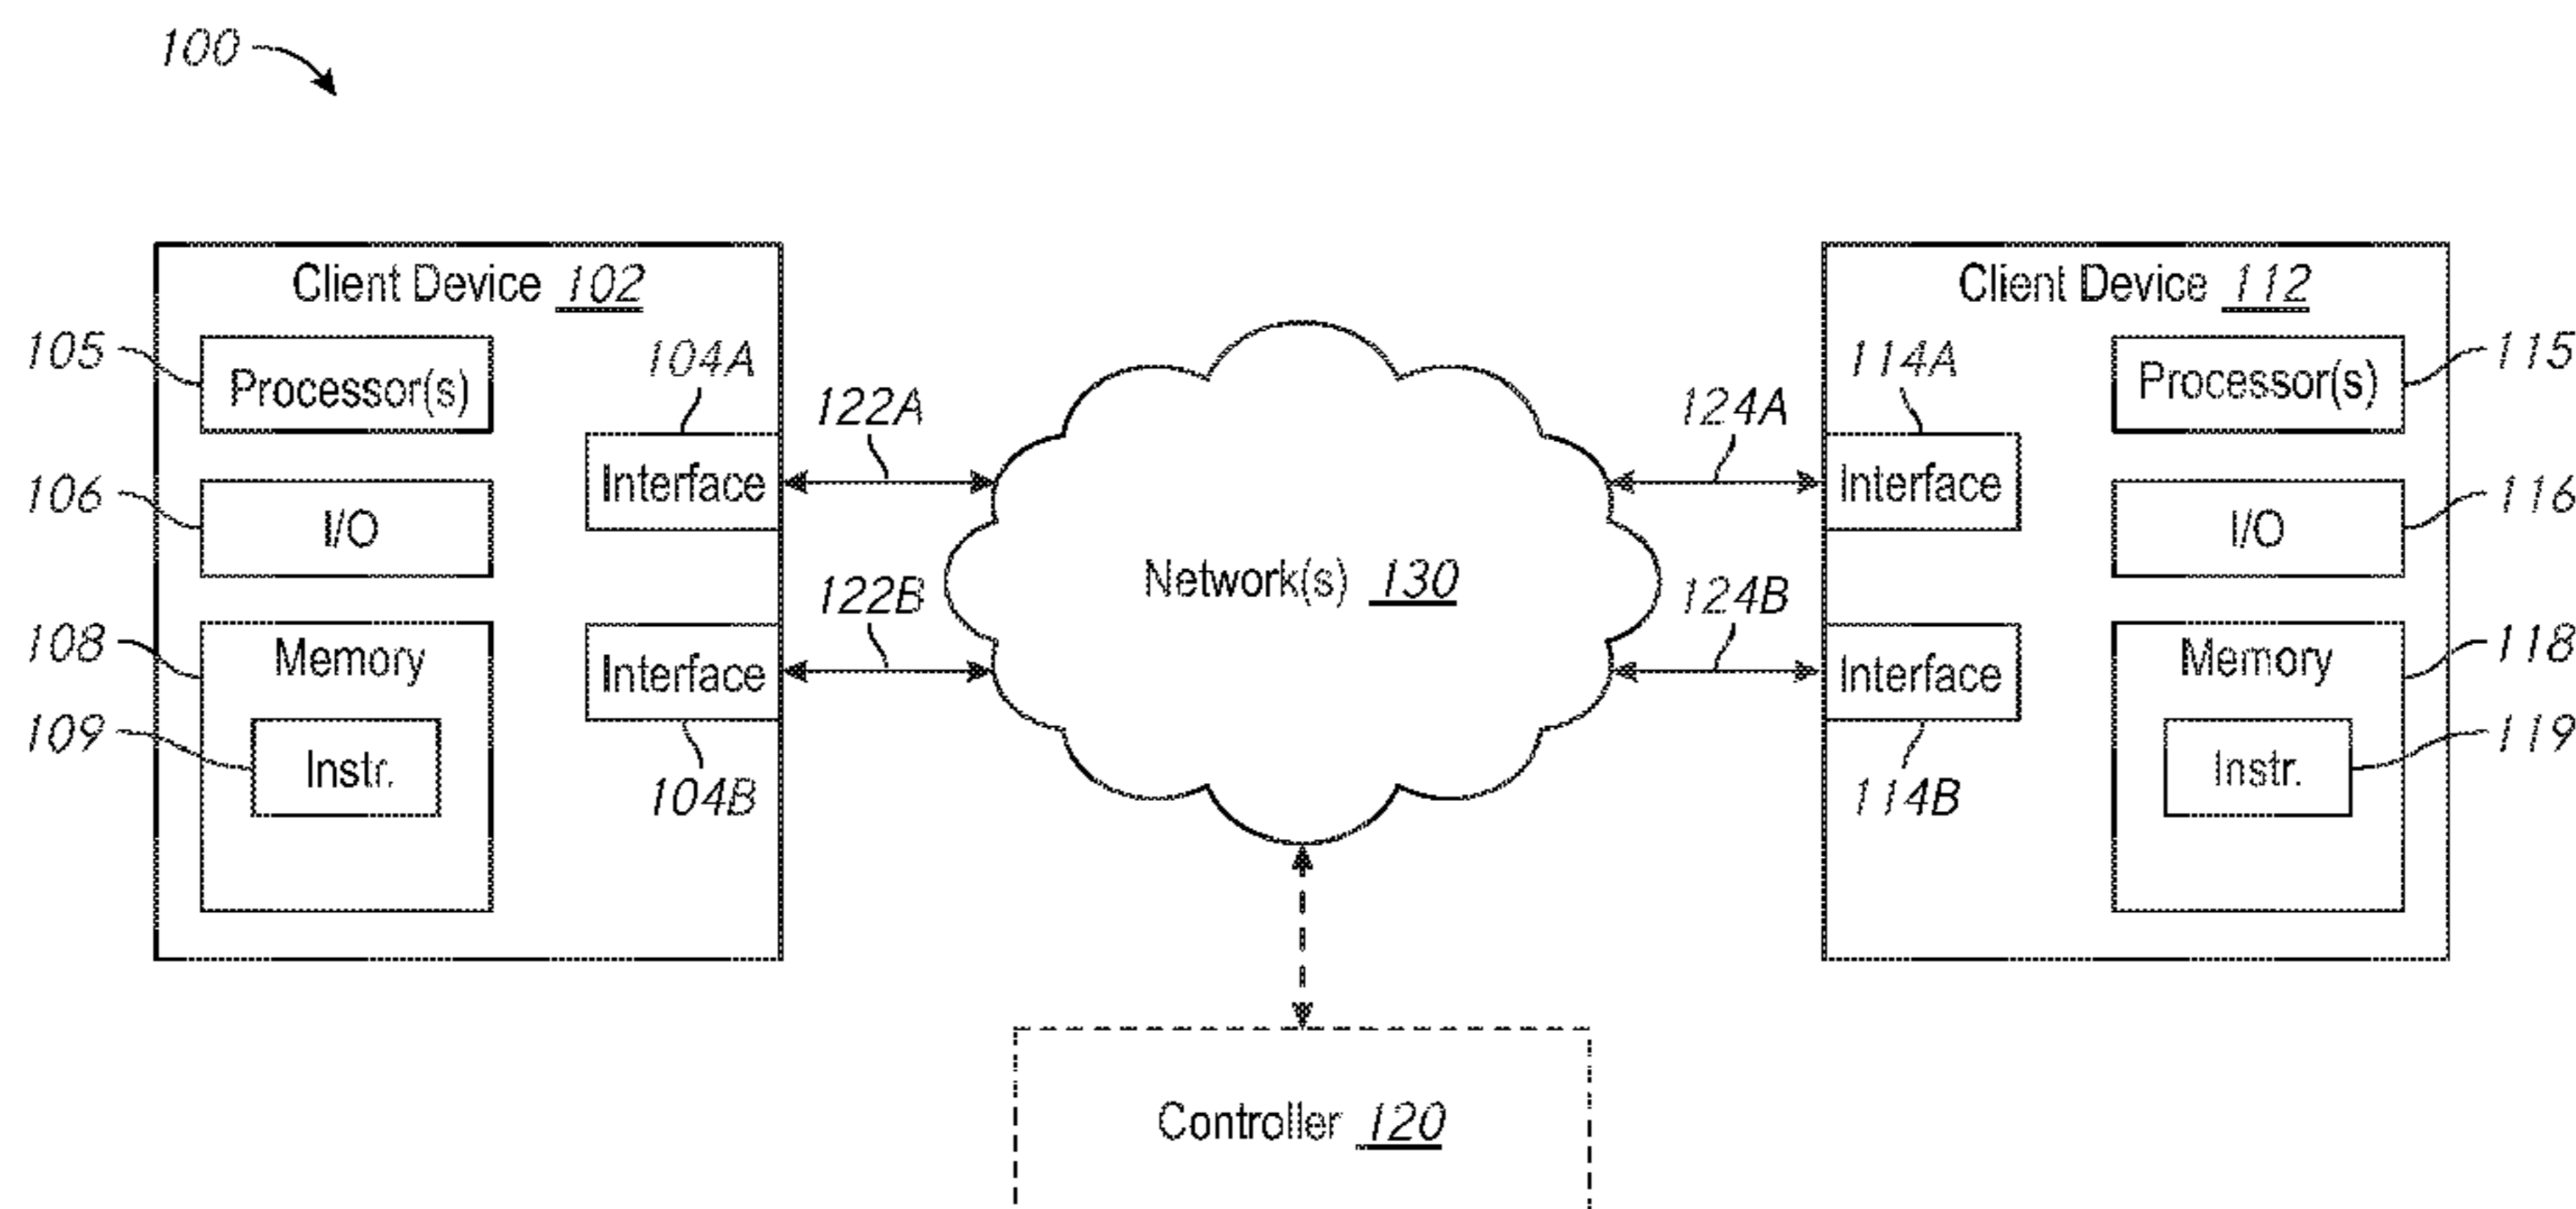 100
Client Device 102
105
Processor(s)
104A
122A
106
I/O
Interface
122B
108
Memory
Interface
109
Instr.
104B
Network(s) 130
Client Device 112
124A
114A
Processor(s)
115
Interface
I/O
116
124B
Interface
Memory
118
114B
Instr.
119
Controller 120